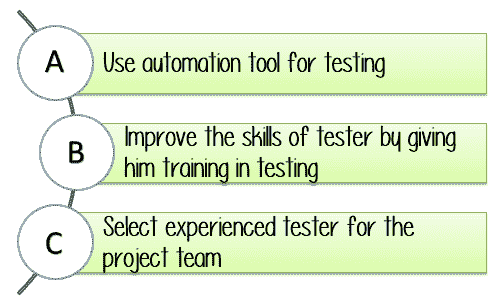 A
Use automation tool for testing
B
Improve the skills of tester by giving
him training in testing
C
Select experienced tester for the
project team